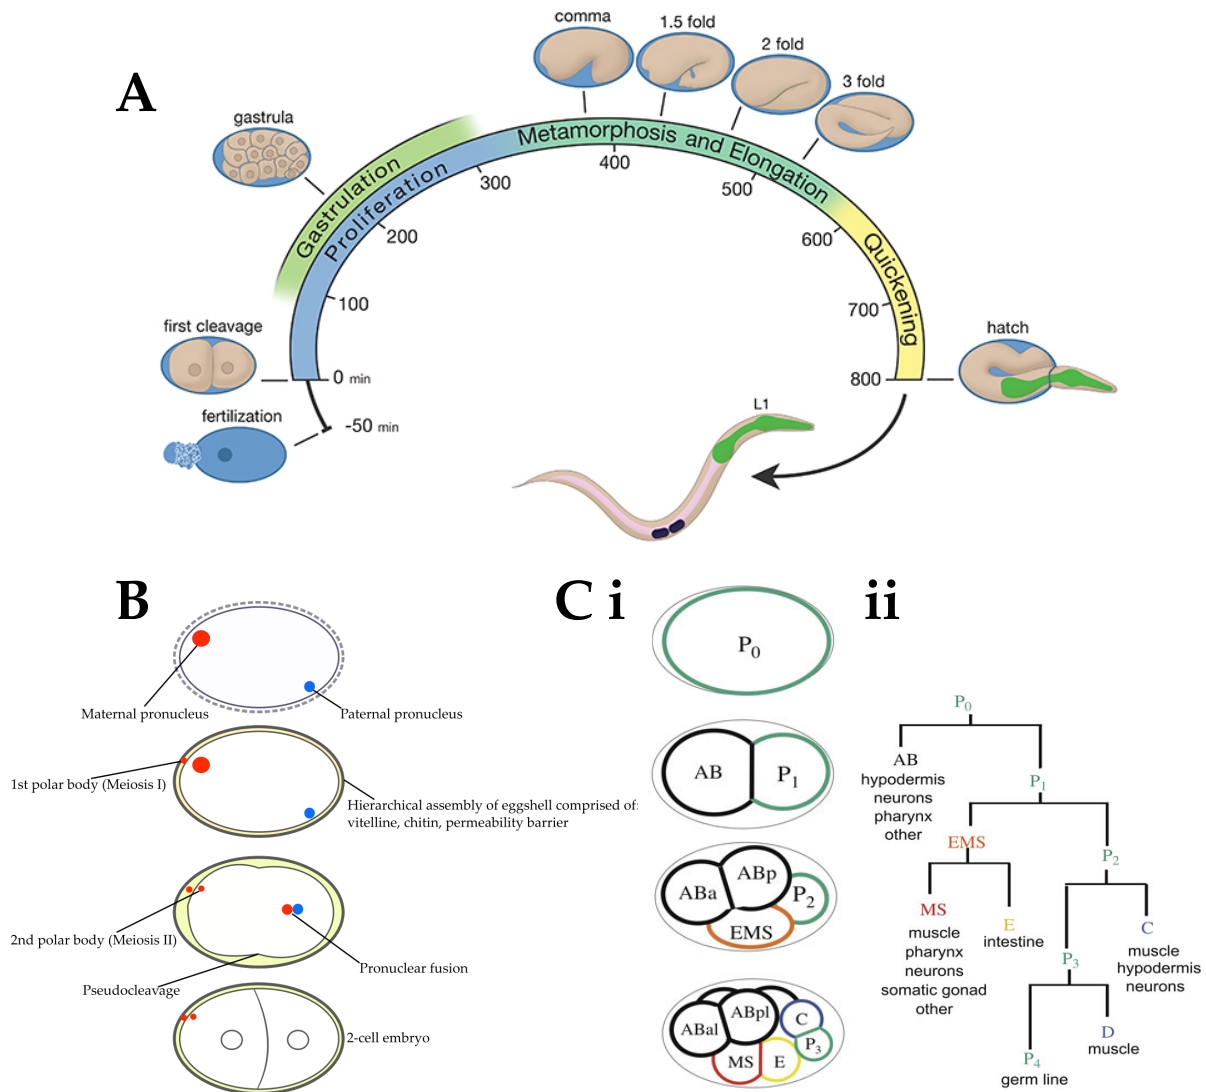 A
comma
1.5 fold
2 fold
3 fold
gastrula
Gastrulation
Proliferation
Metamorphosis and Elongation
Quickening
first cleavage
fertilization
hatch
L1
-50 min
0 min
100
200
300
400
500
600
700
800
B
Maternal pronucleus
Paternal pronucleus
1st polar body (Meiosis I)
Hierarchical assembly of eggshell comprised of:
vitelline, chitin, permeability barrier
2nd polar body (Meiosis II)
Pronuclear fusion
Pseudocleavage
2-cell embryo
C i
P0
AB
P1
ABa
ABp
P2
EMS
ABal
ABpl
C
P3
MS
E
ii
P0
AB
hypodermis
neurons
pharynx
other
P1
EMS
P2
MS
muscle
pharynx
neurons
somatic gonad
other
E
intestine
C
muscle
hypodermis
neurons
P3
P4
germ line
D
muscle